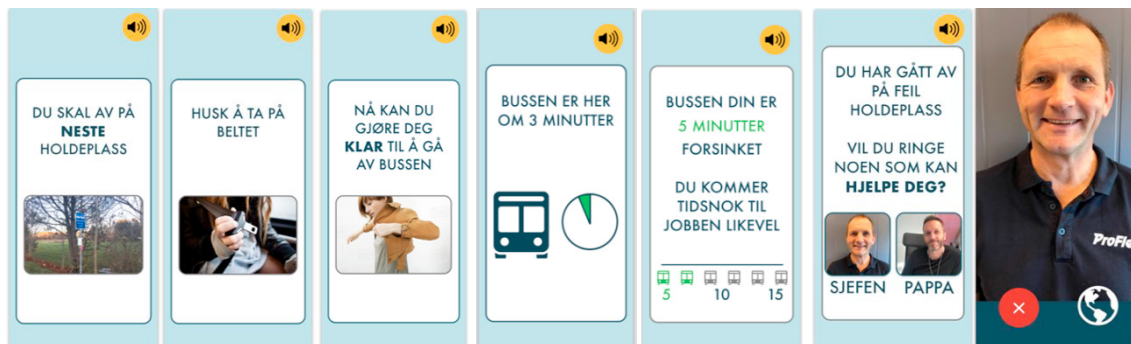 DU SKAL AV PÅ
NESTE
HOLDEPLASS
HUSK Å TA PÅ
BELTET
NÅ KAN DU
GJØRE DEG
KLAR TIL Å GÅ
AV BUSSEN
BUSSEN ER HER
OM 3 MINUTTER
BUSSEN DIN ER
5 MINUTTER
FORSINKET
DU KOMMER
TIDSNOK TIL
JOBBEN LIKEVEL
5 10 15
DU HAR GÅTT AV
PÅ FEIL
HOLDEPLASS
VIL DU RINGE
NOEN SOM KAN
HJELPE DEG?
SJEFEN PAPPA